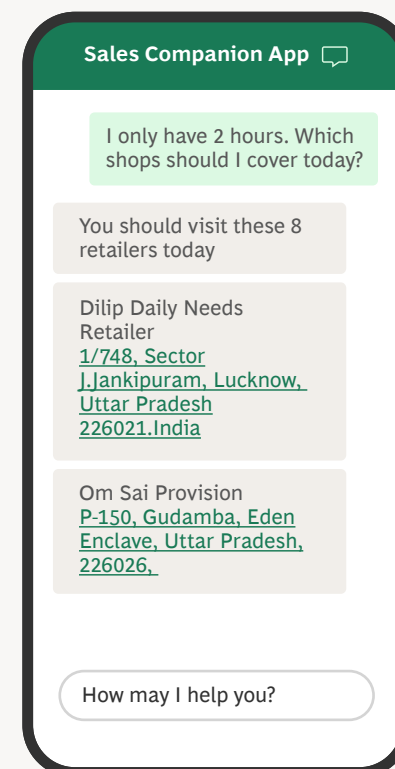 Sales Companion App
I only have 2 hours. Which
shops should I cover today?
You should visit these 8
retailers today
Dilip Daily Needs
Retailer
1/748, Sector
J.Jankipuram, Lucknow,
Uttar Pradesh
226021.India
Om Sai Provision
P-150, Gudamba, Eden
Enclave, Uttar Pradesh,
226026,
How may I help you?